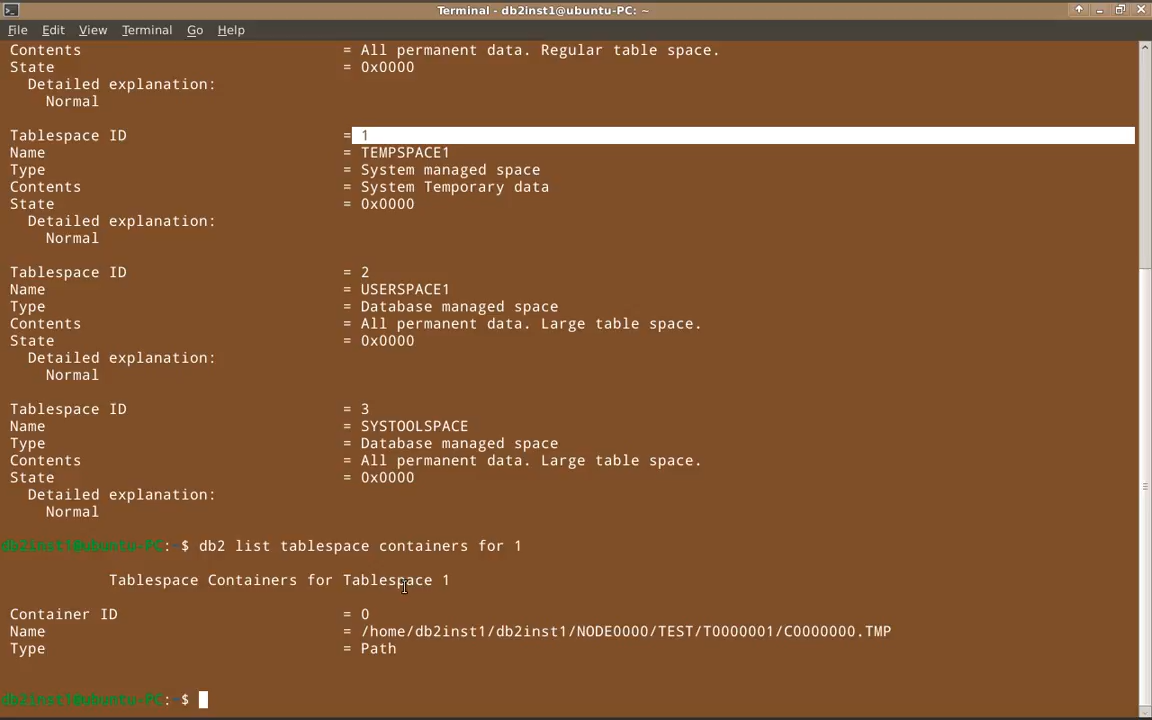 Terminal - db2inst1@ubuntu-PC: ~
File Edit View Terminal Go Help
Contents = All permanent data. Regular table space.
State = 0x0000
Detailed explanation:
Normal
Tablespace ID = 1
Name = TEMPSPACE1
Type = System managed space
Contents = System Temporary data
State = 0x0000
Detailed explanation:
Normal
Tablespace ID = 2
Name = USERSPACE1
Type = Database managed space
Contents = All permanent data. Large table space.
State = 0x0000
Detailed explanation:
Normal
Tablespace ID = 3
Name = SYSTOOLSPACE
Type = Database managed space
Contents = All permanent data. Large table space.
State = 0x0000
Detailed explanation:
Normal
db2inst1@ubuntu-PC:~$ db2 list tablespace containers for 1
Tablespace Containers for Tablespace 1
Container ID = 0
Name = /home/db2inst1/db2inst1/NODE0000/TEST/T0000001/C0000000.TMP
Type = Path
db2inst1@ubuntu-PC:~$